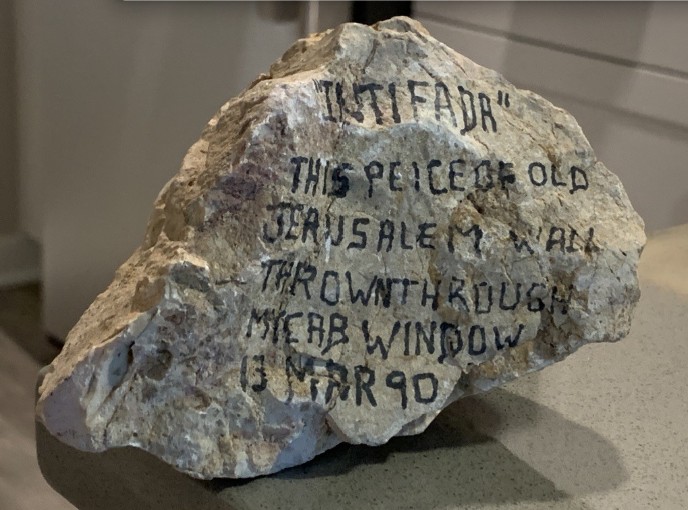 "INTIFADA"
THIS PEICE OF OLD
JERUSALEM WALL
THROWN THROUGH
MY CAB WINDOW
13 MAR 90